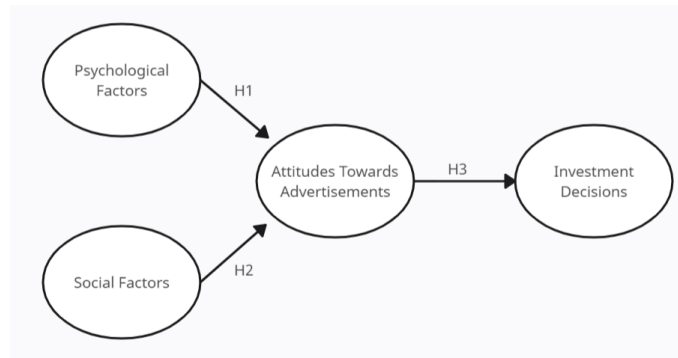 Psychological
Factors
H1
Attitudes Towards
Advertisements
H3
Investment
Decisions
Social Factors
H2